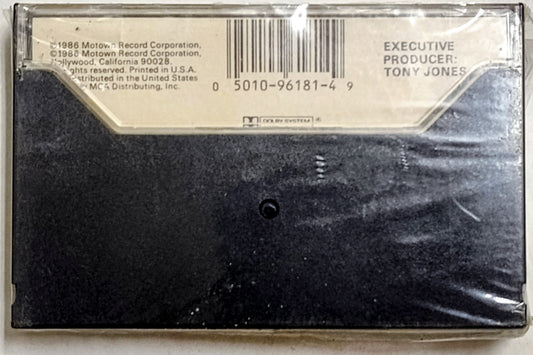 ℗1986 Motown Record Corporation,
©1986 Motown Record Corporation,
Hollywood, California 90028.
rights reserved. Printed in U.S.A.
Distributed in the United States
MCA Distributing, Inc.
0 5010-96181-4 9
DOLBY SYSTEM ®
EXECUTIVE
PRODUCER:
TONY JONES